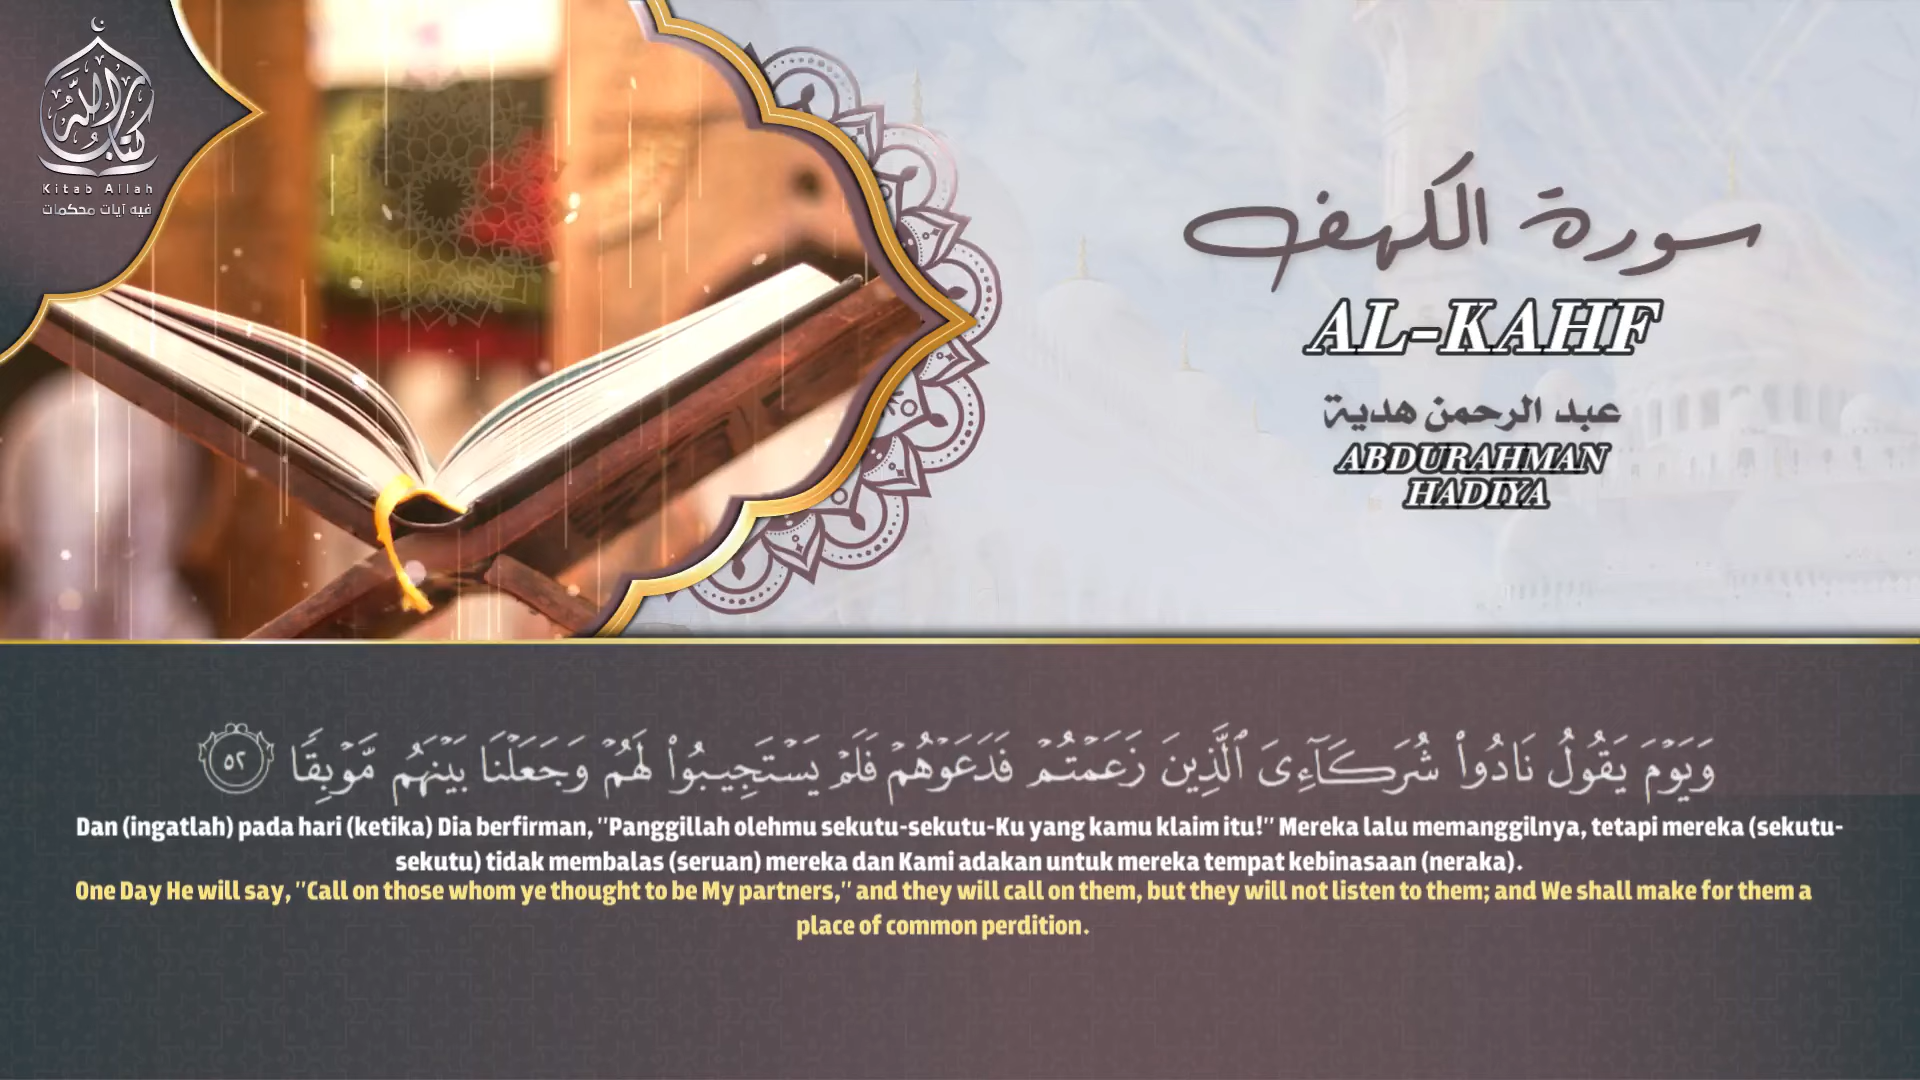 كتاب الله
Kitab Allah
فيه آيات محكمات
سورة الكهف
AL-KAHF
عبد الرحمن هدية
ABDURAHMAN
HADIYA
وَيَوْمَ يَقُولُ نَادُوا۟ شُرَكَآءِىَ ٱلَّذِينَ زَعَمْتُمْ فَدَعَوْهُمْ فَلَمْ يَسْتَجِيبُوا۟ لَهُمْ وَجَعَلْنَا بَيْنَهُم مَّوْبِقًا ٥٢
Dan (ingatlah) pada hari (ketika) Dia berfirman, "Panggillah olehmu sekutu-sekutu-Ku yang kamu klaim itu!" Mereka lalu memanggilnya, tetapi mereka (sekutu-
sekutu) tidak membalas (seruan) mereka dan Kami adakan untuk mereka tempat kebinasaan (neraka).
One Day He will say, "Call on those whom ye thought to be My partners," and they will call on them, but they will not listen to them; and We shall make for them a
place of common perdition.